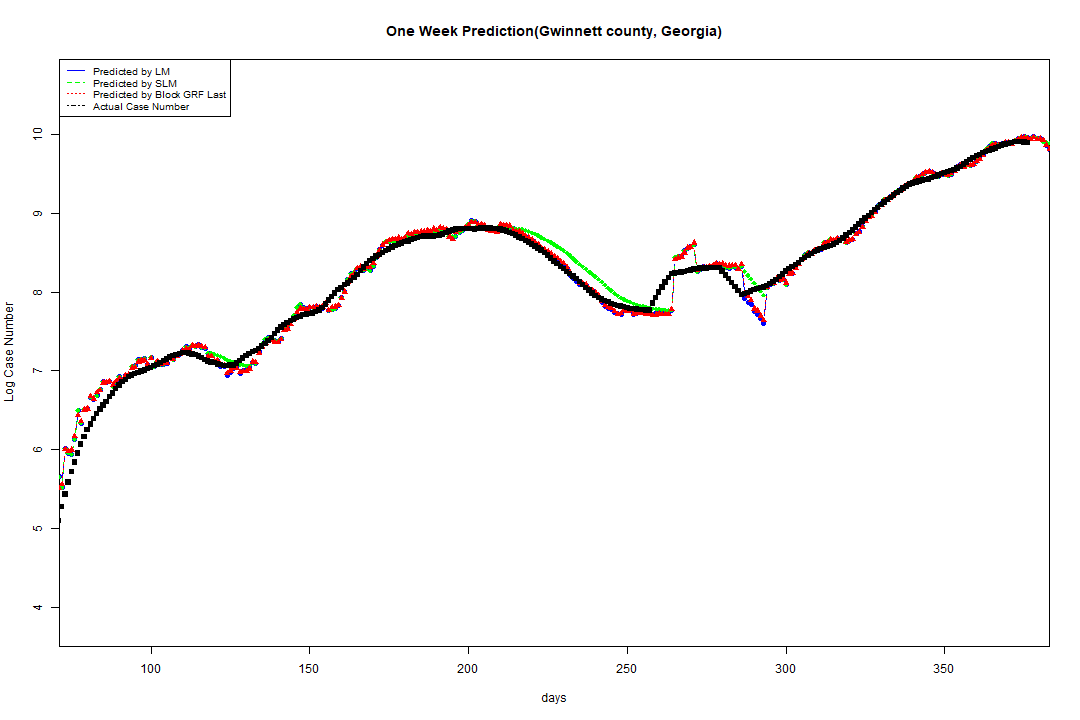 One Week Prediction(Gwinnett county, Georgia)
Predicted by LM
Predicted by SLM
Predicted by Block GRF Last
Actual Case Number
10
9
8
7
6
5
4
Log Case Number
100
150
200
250
300
350
days